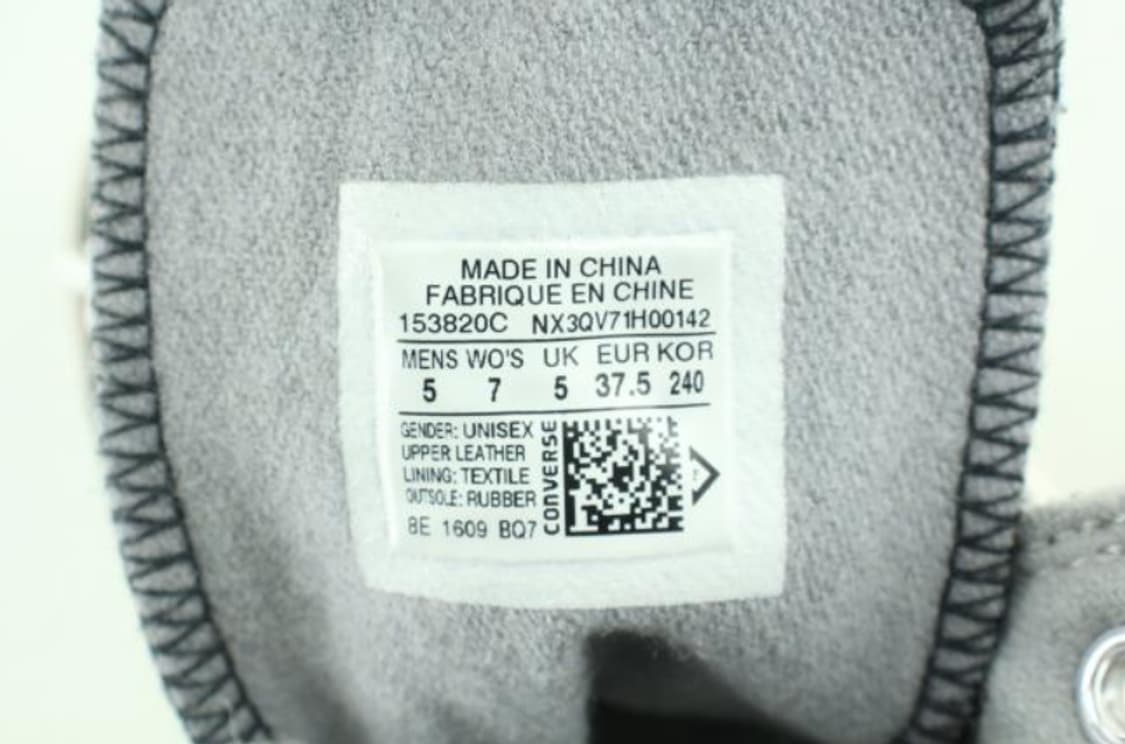 MADE IN CHINA
FABRIQUE EN CHINE
153820C NX3QV71H00142
MENS WO'S UK EUR KOR
5 7 5 37.5 240
GENDER: UNISEX
UPPER LEATHER
LINING: TEXTILE
OUTSOLE: RUBBER
8E 1609 BQ7
CONVERSE